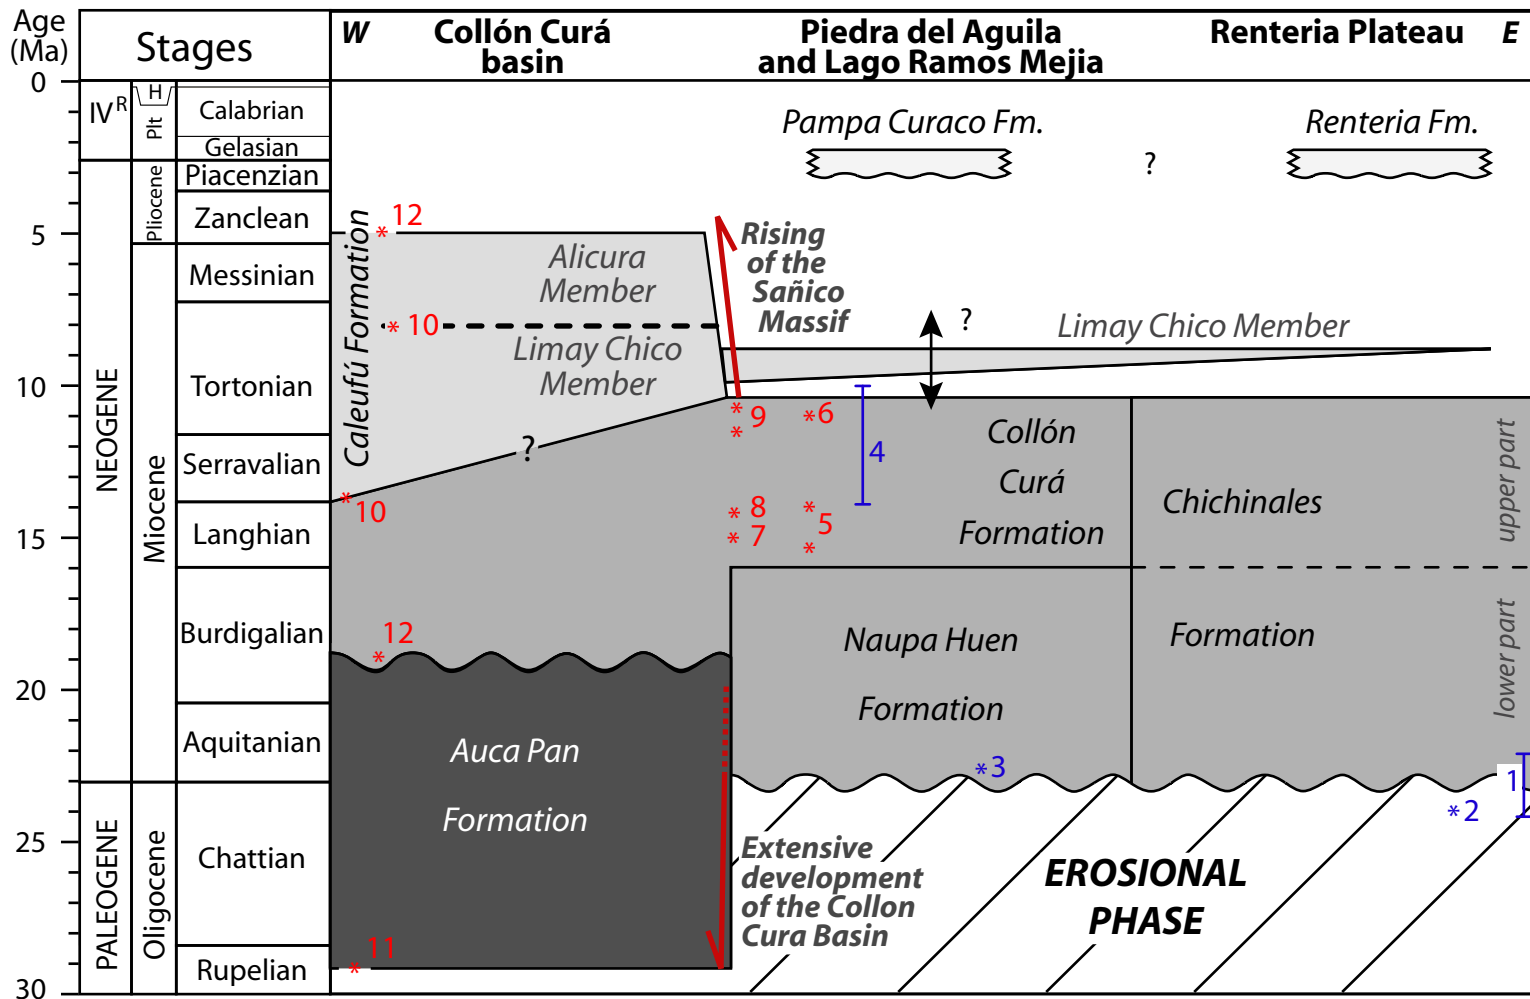 Age
(Ma)
Stages
W
Collón Curá
basin
Piedra del Aguila
and Lago Ramos Mejia
Renteria Plateau
E
0
5
10
15
20
25
30
IV R
NEOGENE
PALEOGENE
H
Plt
Pliocene
Miocene
Oligocene
Calabrian
Gelasian
Piacenzian
Zanclean
Messinian
Tortonian
Serravalian
Langhian
Burdigalian
Aquitanian
Chattian
Rupelian
Pampa Curaco Fm.
?
Renteria Fm.
* 12
Caleufú Formation
Alicura
Member
* 10
Limay Chico
Member
?
* 10
Rising
of the
Sañico
Massif
?
Limay Chico Member
* 9
*
* 6
4
* 8
* 7
* 5
*
Collón
Curá
Formation
Chichinales
Formation
upper part
lower part
* 12
Naupa Huen
Formation
Auca Pan
Formation
* 3
1
* 2
Extensive
development
of the Collon
Cura Basin
EROSIONAL
PHASE
* 11